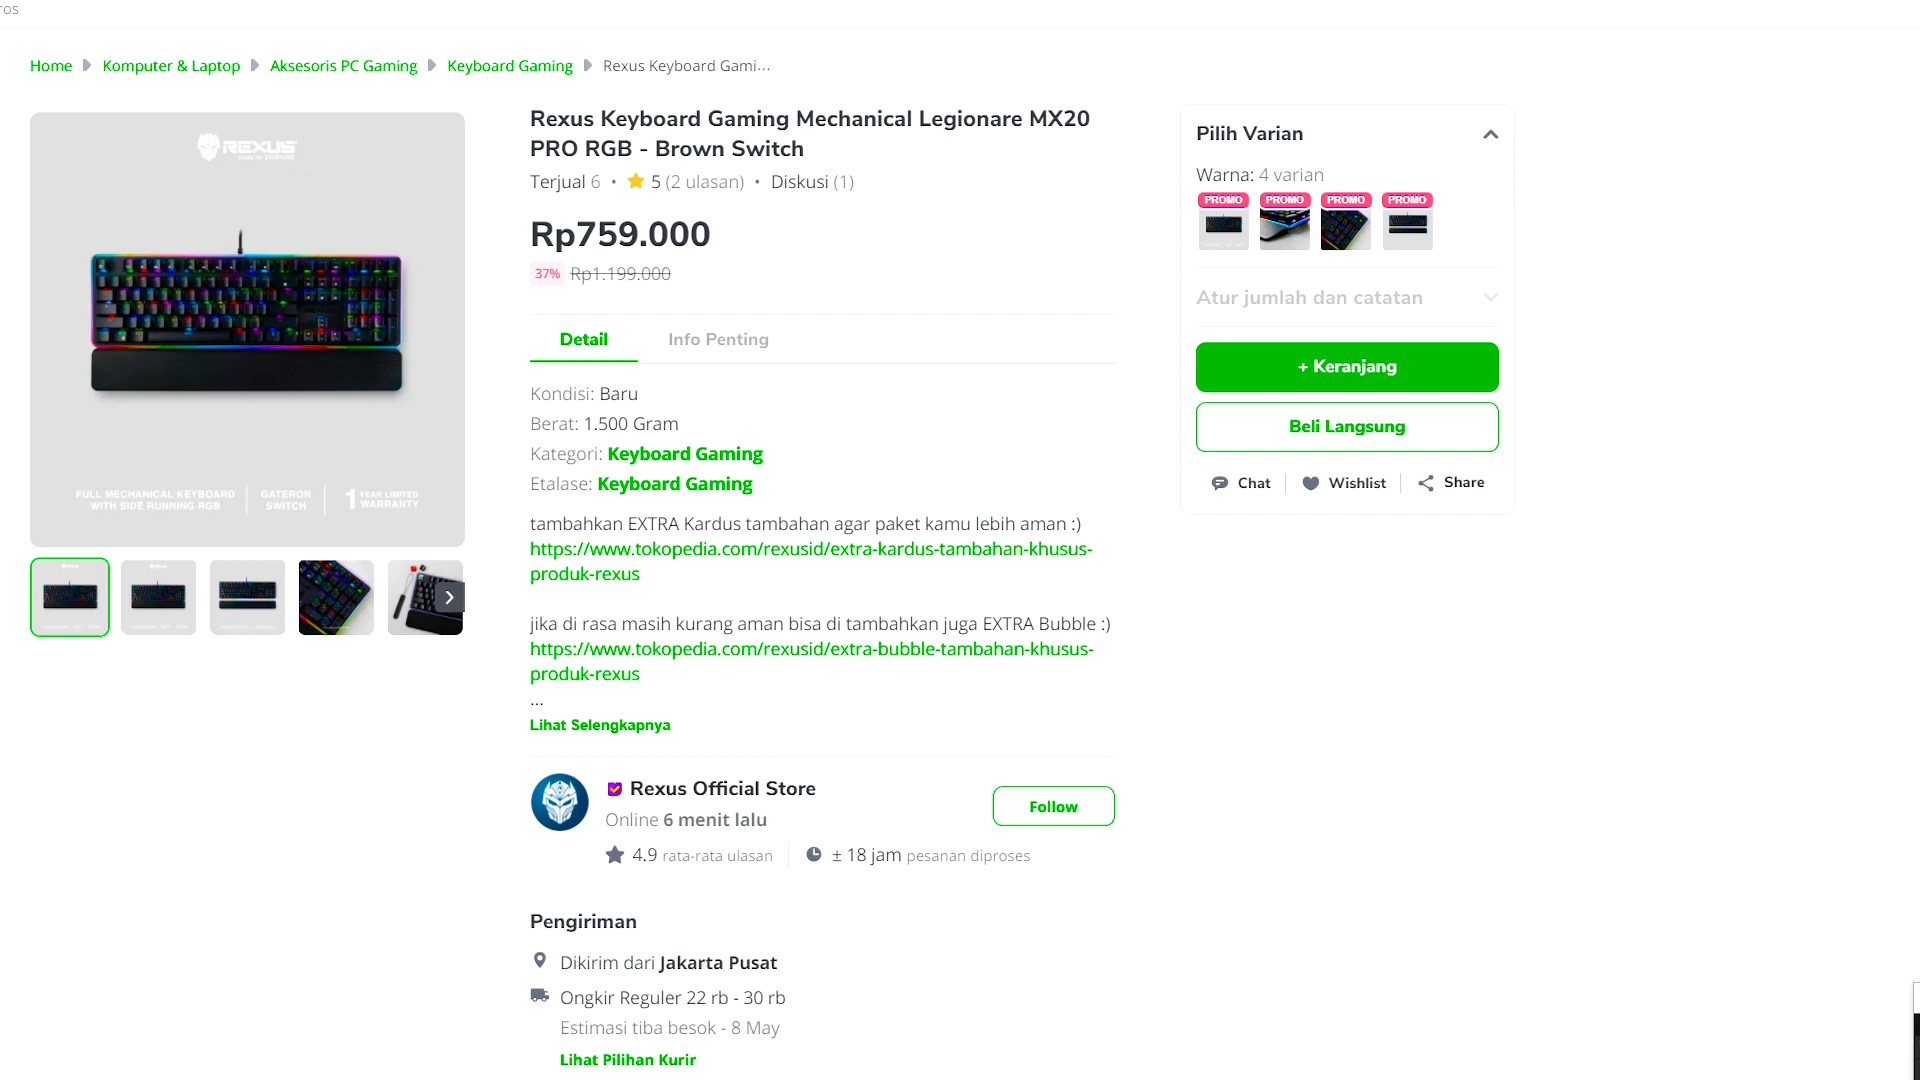 ros
Home Komputer & Laptop Aksesoris PC Gaming Keyboard Gaming Rexus Keyboard Gami...
REXUS
FULL MECHANICAL KEYBOARD
WITH SIDE RUNNING RGB
GATERON
SWITCH
1 YEAR LIMITED
WARRANTY
Rexus Keyboard Gaming Mechanical Legionare MX20
PRO RGB - Brown Switch
Terjual 6 • 5 (2 ulasan) • Diskusi (1)
Rp759.000
37% Rp1.199.000
Detail Info Penting
Kondisi: Baru
Berat: 1.500 Gram
Kategori: Keyboard Gaming
Etalase: Keyboard Gaming
tambahkan EXTRA Kardus tambahan agar paket kamu lebih aman :)
https://www.tokopedia.com/rexusid/extra-kardus-tambahan-khusus-
produk-rexus
jika di rasa masih kurang aman bisa di tambahkan juga EXTRA Bubble :)
https://www.tokopedia.com/rexusid/extra-bubble-tambahan-khusus-
produk-rexus
...
Lihat Selengkapnya
Rexus Official Store
Online 6 menit lalu
Follow
4.9 rata-rata ulasan ± 18 jam pesanan diproses
Pengiriman
Dikirim dari Jakarta Pusat
Ongkir Reguler 22 rb - 30 rb
Estimasi tiba besok - 8 May
Lihat Pilihan Kurir
Pilih Varian
Warna: 4 varian
PROMO PROMO PROMO PROMO
Atur jumlah dan catatan
+ Keranjang
Beli Langsung
Chat Wishlist Share